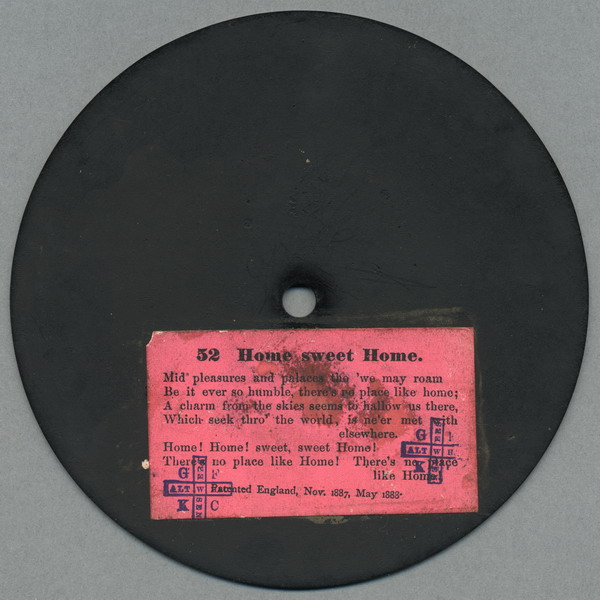 52 Home sweet Home.
Mid' pleasures and palaces tho 'we may roam
Be it ever so humble, there's no place like home;
A charm from the skies seems to hallow us there,
Which seek thro' the world, is ne'er met with
elsewhere.
Home! Home! sweet, sweet Home!
There's no place like Home! There's no place
like Home!
Patented England, Nov. 1887, May 1888.
G
ALT W
K
G F
ALT W
K C